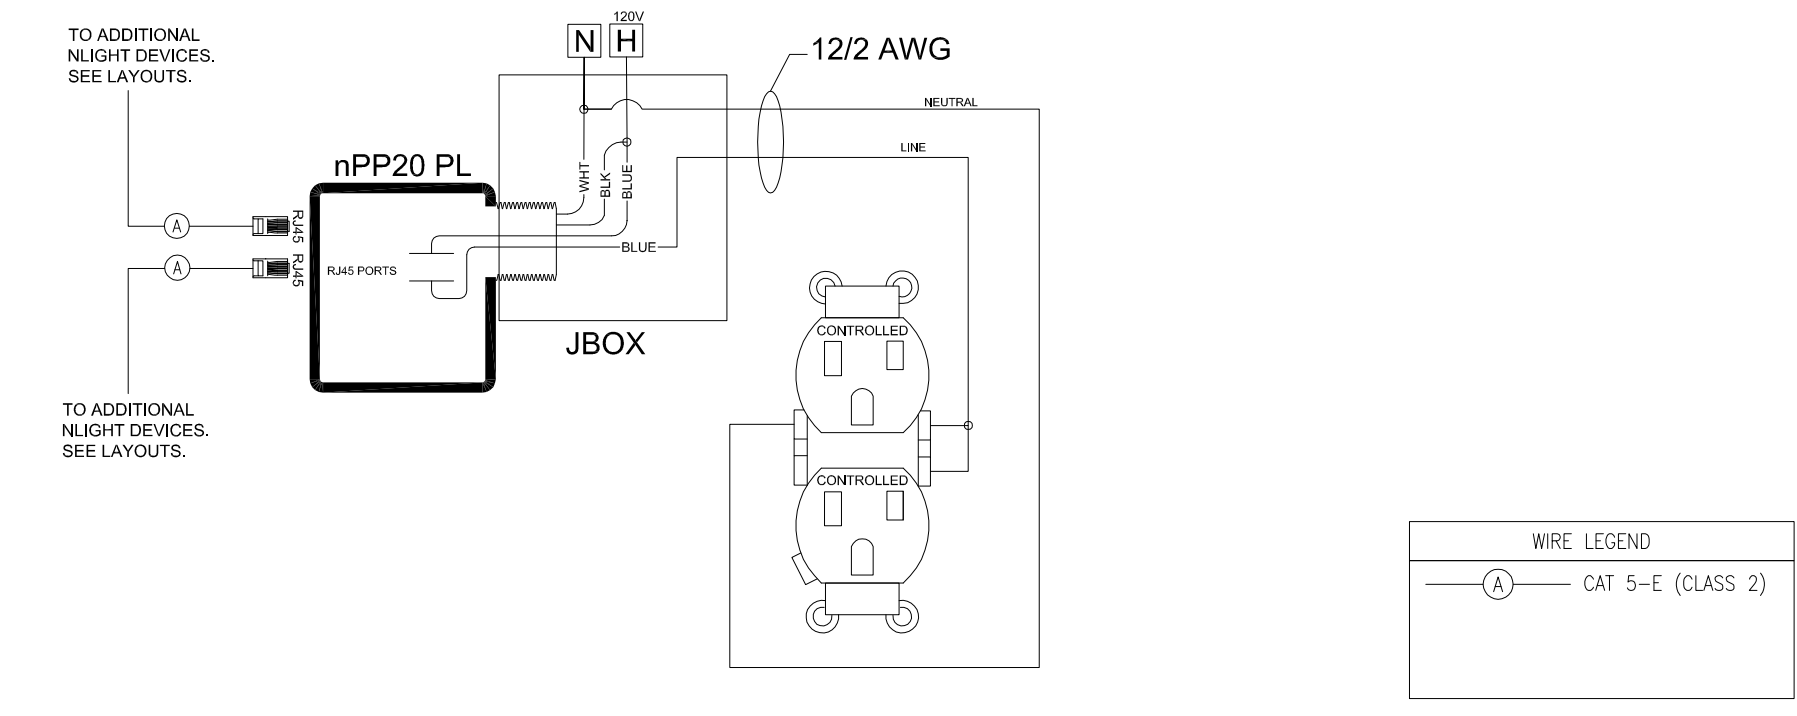 TO ADDITIONAL
NLIGHT DEVICES.
SEE LAYOUTS.
120V
N H
12/2 AWG
NEUTRAL
LINE
nPP20 PL
WHT
BLK
BLUE
A
RJ45
BLUE
A
RJ45
RJ45 PORTS
JBOX
CONTROLLED
TO ADDITIONAL
NLIGHT DEVICES.
SEE LAYOUTS.
CONTROLLED
WIRE LEGEND
A CAT 5-E (CLASS 2)